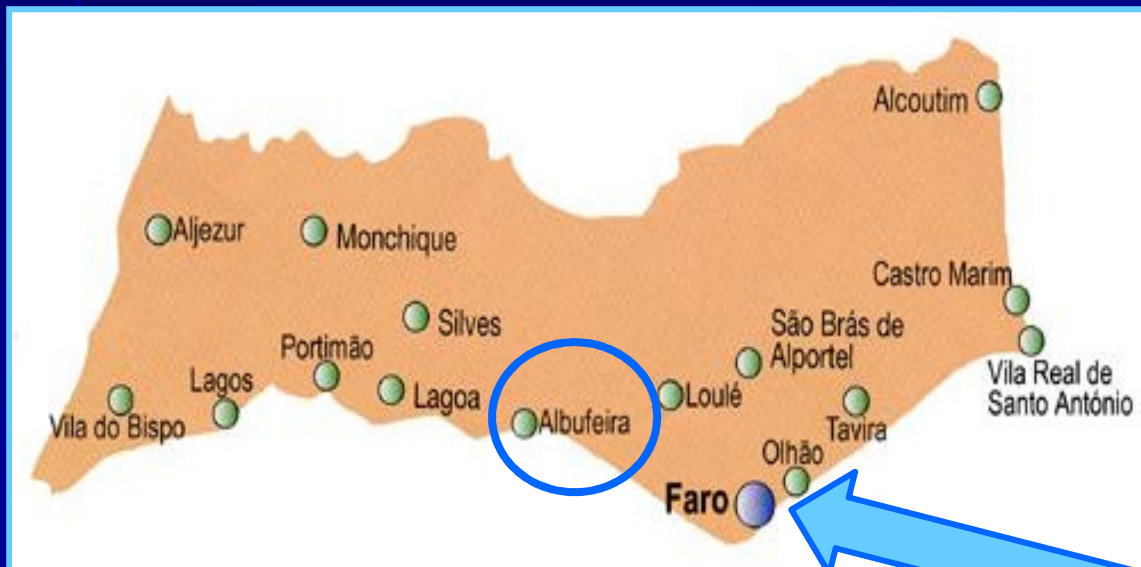 Alcoutim
Aljezur
Monchique
Castro Marim
Silves
São Brás de
Alportel
Portimão
Lagos
Lagoa
Loulé
Vila Real de
Santo António
Vila do Bispo
Albufeira
Tavira
Olhão
Faro